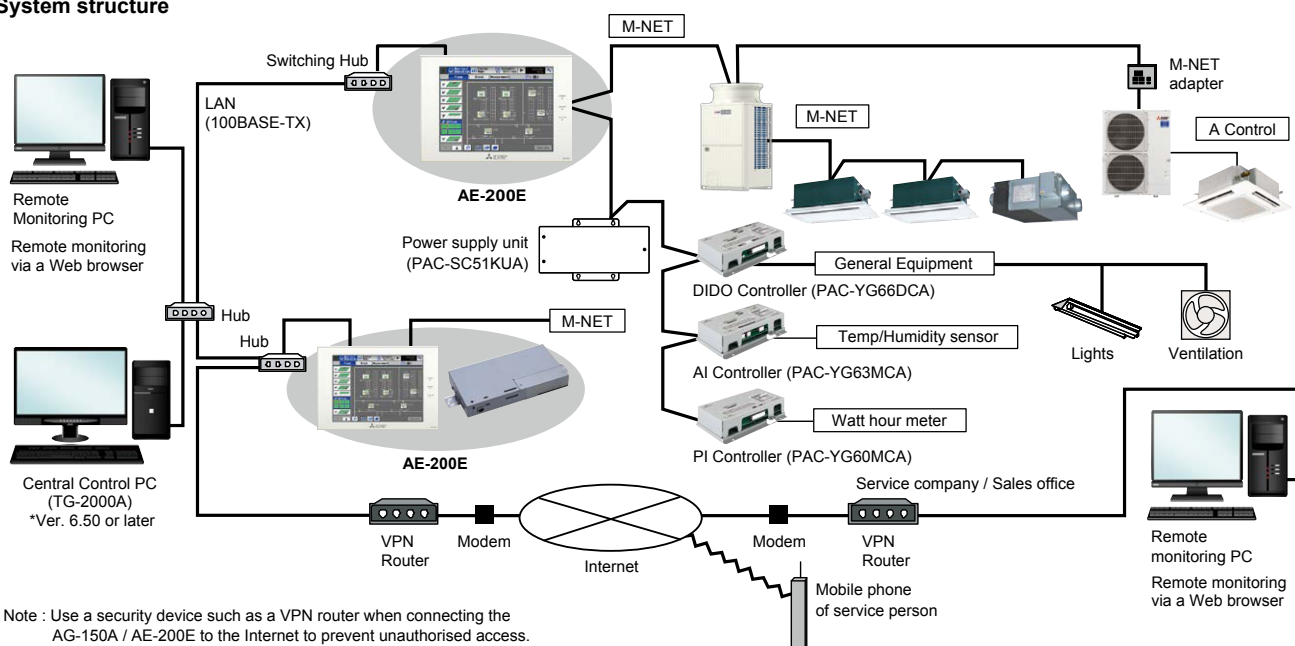 System structure
M-NET
Switching Hub
LAN
(100BASE-TX)
AE-200E
M-NET
adapter
M-NET
A Control
Remote
Monitoring PC
Remote monitoring
via a Web browser
Power supply unit
(PAC-SC51KUA)
General Equipment
DIDO Controller (PAC-YG66DCA)
Hub
Hub
M-NET
Temp/Humidity sensor
AI Controller (PAC-YG63MCA)
Lights
Ventilation
Watt hour meter
PI Controller (PAC-YG60MCA)
AE-200E
Central Control PC
(TG-2000A)
*Ver. 6.50 or later
Service company / Sales office
VPN
Router
Modem
Internet
Modem
VPN
Router
Remote
monitoring PC
Remote monitoring
via a Web browser
Mobile phone
of service person
Note : Use a security device such as a VPN router when connecting the
AG-150A / AE-200E to the Internet to prevent unauthorised access.